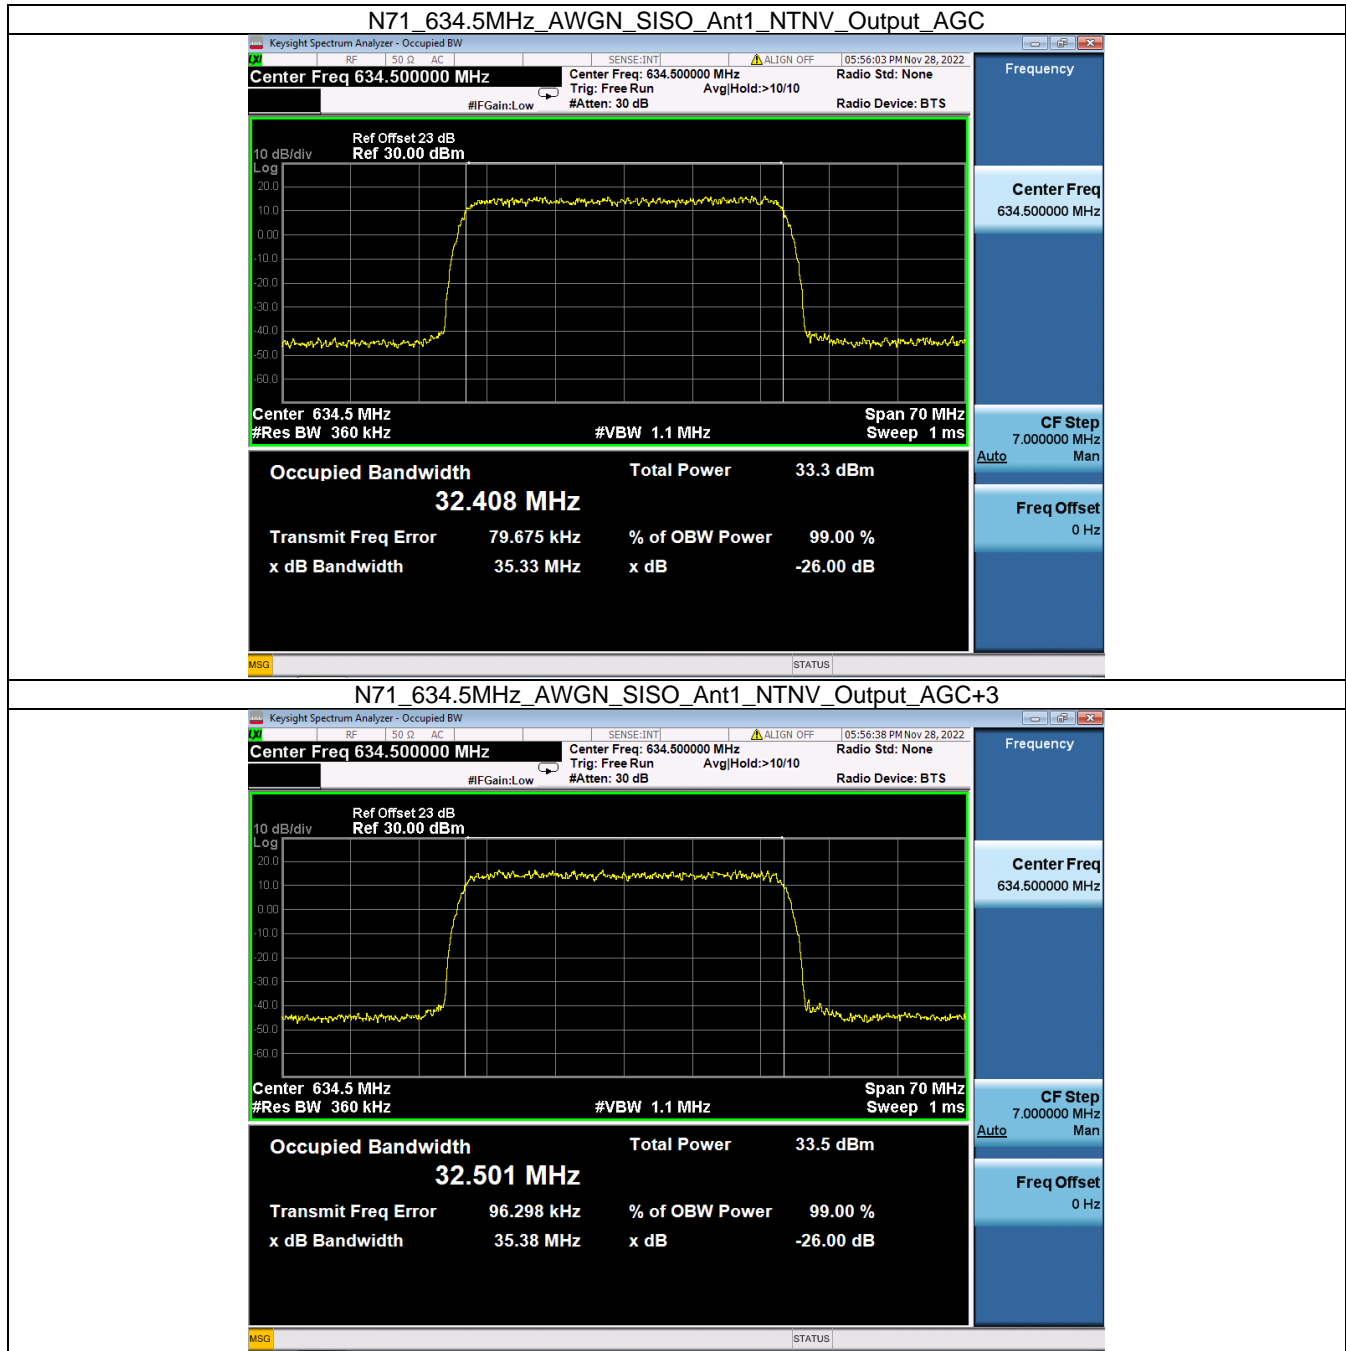 N71_634.5MHz_AWGN_SISO_Ant1_NTNV_Output_AGC
Keysight Spectrum Analyzer - Occupied BW
LXI RF 50 Ω AC SENSE:INT ALIGN OFF 05:56:03 PM Nov 28, 2022
Center Freq 634.500000 MHz
Center Freq: 634.500000 MHz
Radio Std: None
Trig: Free Run Avg|Hold:>10/10
#IFGain:Low
#Atten: 30 dB
Radio Device: BTS
Frequency
Ref Offset 23 dB
10 dB/div Ref 30.00 dBm
Log
20.0
10.0
0.00
-10.0
-20.0
-30.0
-40.0
-50.0
-60.0
Center 634.5 MHz Span 70 MHz
#Res BW 360 kHz #VBW 1.1 MHz Sweep 1 ms
Center Freq
634.500000 MHz
CF Step
7.000000 MHz
Auto Man
Freq Offset
0 Hz
Occupied Bandwidth Total Power 33.3 dBm
32.408 MHz
Transmit Freq Error 79.675 kHz % of OBW Power 99.00 %
x dB Bandwidth 35.33 MHz x dB -26.00 dB
MSG STATUS
N71_634.5MHz_AWGN_SISO_Ant1_NTNV_Output_AGC+3
Keysight Spectrum Analyzer - Occupied BW
LXI RF 50 Ω AC SENSE:INT ALIGN OFF 05:56:38 PM Nov 28, 2022
Center Freq 634.500000 MHz
Center Freq: 634.500000 MHz
Radio Std: None
Trig: Free Run Avg|Hold:>10/10
#IFGain:Low
#Atten: 30 dB
Radio Device: BTS
Frequency
Ref Offset 23 dB
10 dB/div Ref 30.00 dBm
Log
20.0
10.0
0.00
-10.0
-20.0
-30.0
-40.0
-50.0
-60.0
Center 634.5 MHz Span 70 MHz
#Res BW 360 kHz #VBW 1.1 MHz Sweep 1 ms
Center Freq
634.500000 MHz
CF Step
7.000000 MHz
Auto Man
Freq Offset
0 Hz
Occupied Bandwidth Total Power 33.5 dBm
32.501 MHz
Transmit Freq Error 96.298 kHz % of OBW Power 99.00 %
x dB Bandwidth 35.38 MHz x dB -26.00 dB
MSG STATUS